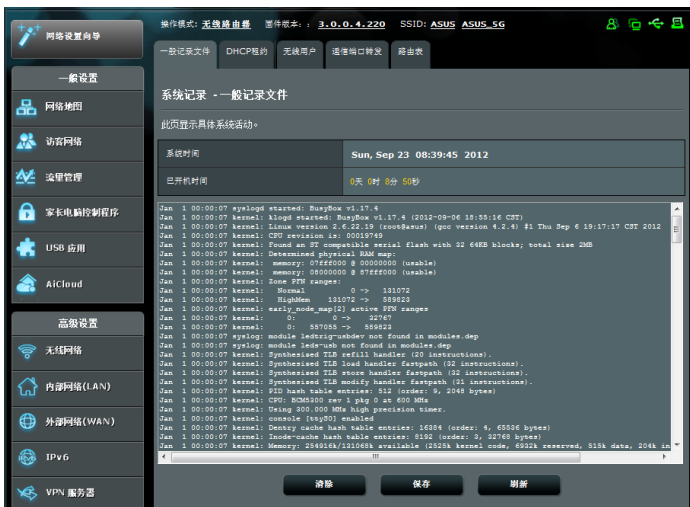 网络设置向导
操作模式: 无线路由器 固件版本: : 3.0.0.4.220 SSID: ASUS ASUS_5G
一般记录文件 DHCP租约 无线用户 通信端口转发 路由表
一般设置
网络地图
访客网络
流量管理
家长电脑控制程序
USB 应用
AiCloud
高级设置
无线网络
内部网络(LAN)
外部网络(WAN)
IPv6
VPN 服务器
系统记录 - 一般记录文件
此页显示具体系统活动。
系统时间 Sun, Sep 23 08:39:45 2012
已开机时间 0天 0时 8分 50秒
Jan 1 00:00:07 syslogd started: BusyBox v1.17.4
Jan 1 00:00:07 kernel: klogd started: BusyBox v1.17.4 (2012-09-06 18:55:16 CST)
Jan 1 00:00:07 kernel: Linux version 2.6.22.19 (root@asus) (gcc version 4.2.4) #1 Thu Sep 6 19:17:17 CST 2012
Jan 1 00:00:07 kernel: CPU revision is: 00019749
Jan 1 00:00:07 kernel: Found an ST compatible serial flash with 32 64KB blocks; total size 2MB
Jan 1 00:00:07 kernel: Determined physical RAM map:
Jan 1 00:00:07 kernel: memory: 07fff000 @ 00000000 (usable)
Jan 1 00:00:07 kernel: memory: 08000000 @ 87fff000 (usable)
Jan 1 00:00:07 kernel: Zone PFN ranges:
Jan 1 00:00:07 kernel: Normal 0 -> 131072
Jan 1 00:00:07 kernel: HighMem 131072 -> 589823
Jan 1 00:00:07 kernel: early_node_map[2] active PFN ranges
Jan 1 00:00:07 kernel: 0: 0 -> 32767
Jan 1 00:00:07 kernel: 0: 557055 -> 589823
Jan 1 00:00:07 syslog: module ledtrig-usbdev not found in modules.dep
Jan 1 00:00:07 syslog: module leds-usb not found in modules.dep
Jan 1 00:00:07 kernel: Synthesised TLB refill handler (20 instructions).
Jan 1 00:00:07 kernel: Synthesised TLB load handler fastpath (32 instructions).
Jan 1 00:00:07 kernel: Synthesised TLB store handler fastpath (32 instructions).
Jan 1 00:00:07 kernel: Synthesised TLB modify handler fastpath (31 instructions).
Jan 1 00:00:07 kernel: PID hash table entries: 512 (order: 9, 2048 bytes)
Jan 1 00:00:07 kernel: CPU: BCM5300 rev 1 pkg 0 at 600 MHz
Jan 1 00:00:07 kernel: Using 300.000 MHz high precision timer.
Jan 1 00:00:07 kernel: console [ttyS0] enabled
Jan 1 00:00:07 kernel: Dentry cache hash table entries: 16384 (order: 4, 65536 bytes)
Jan 1 00:00:07 kernel: Inode-cache hash table entries: 8192 (order: 3, 32768 bytes)
Jan 1 00:00:07 kernel: Memory: 254916k/131068k available (2525k kernel code, 6932k reserved, 515k data, 204k in
清除 保存 刷新